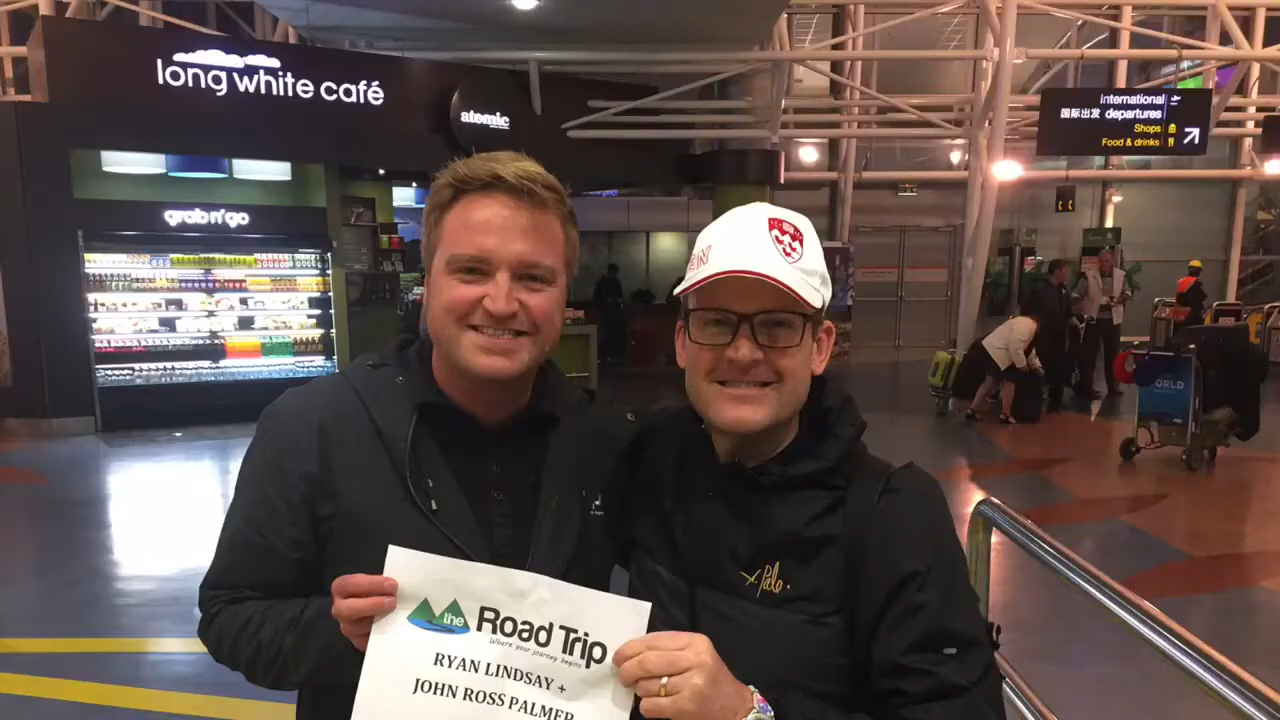 long white café
atomic
grab n' go
International
国际出发 departures
Shops
Food & drinks
the Road Trip
Where your journey begins
RYAN LINDSAY +
JOHN ROSS PALMER
WORLD